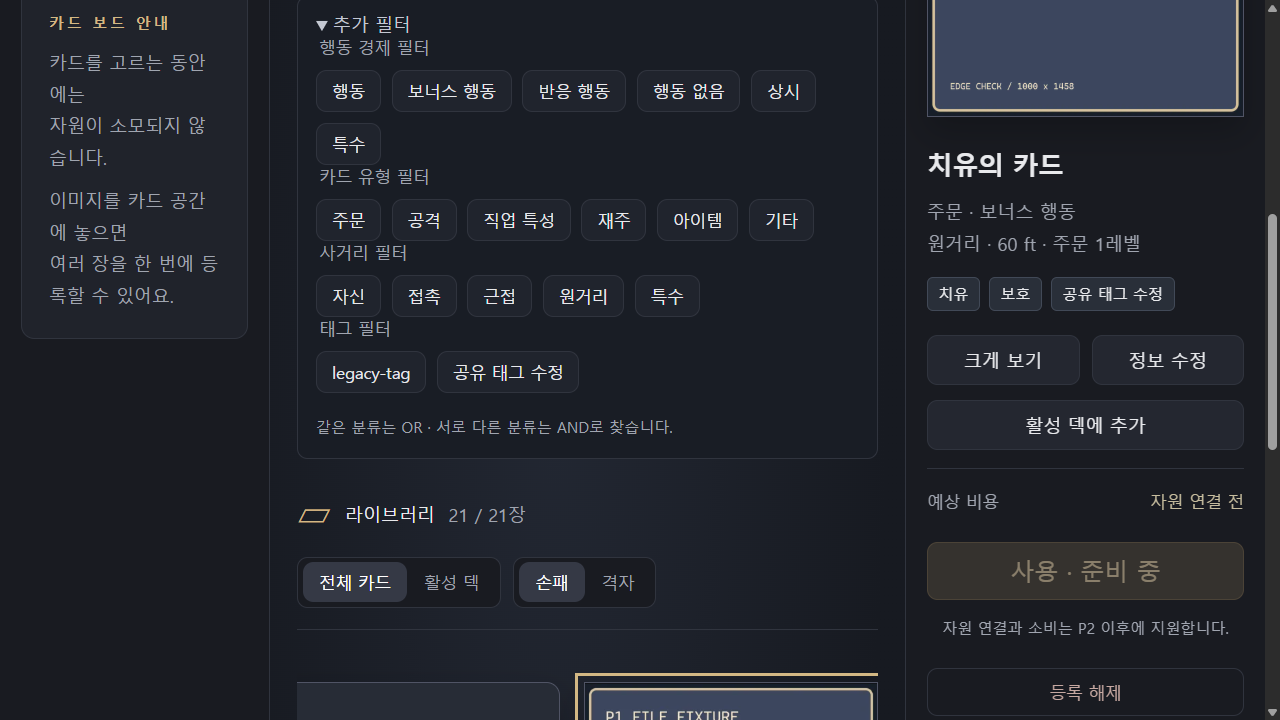 카드 보드 안내
카드를 고르는 동안
에는
자원이 소모되지 않
습니다.
이미지를 카드 공간
에 놓으면
여러 장을 한 번에 등
록할 수 있어요.
▼ 추가 필터
행동 경제 필터
행동 보너스 행동 반응 행동 행동 없음 상시
특수
카드 유형 필터
주문 공격 직업 특성 재주 아이템 기타
사거리 필터
자신 접촉 근접 원거리 특수
태그 필터
legacy-tag 공유 태그 수정
같은 분류는 OR · 서로 다른 분류는 AND로 찾습니다.
라이브러리 21 / 21장
전체 카드 활성 덱 손패 격자
P1 FILE FIXTURE
EDGE CHECK / 1000 x 1458
치유의 카드
주문 · 보너스 행동
원거리 · 60 ft · 주문 1레벨
치유 보호 공유 태그 수정
크게 보기 정보 수정
활성 덱에 추가
예상 비용 자원 연결 전
사용 · 준비 중
자원 연결과 소비는 P2 이후에 지원합니다.
등록 해제